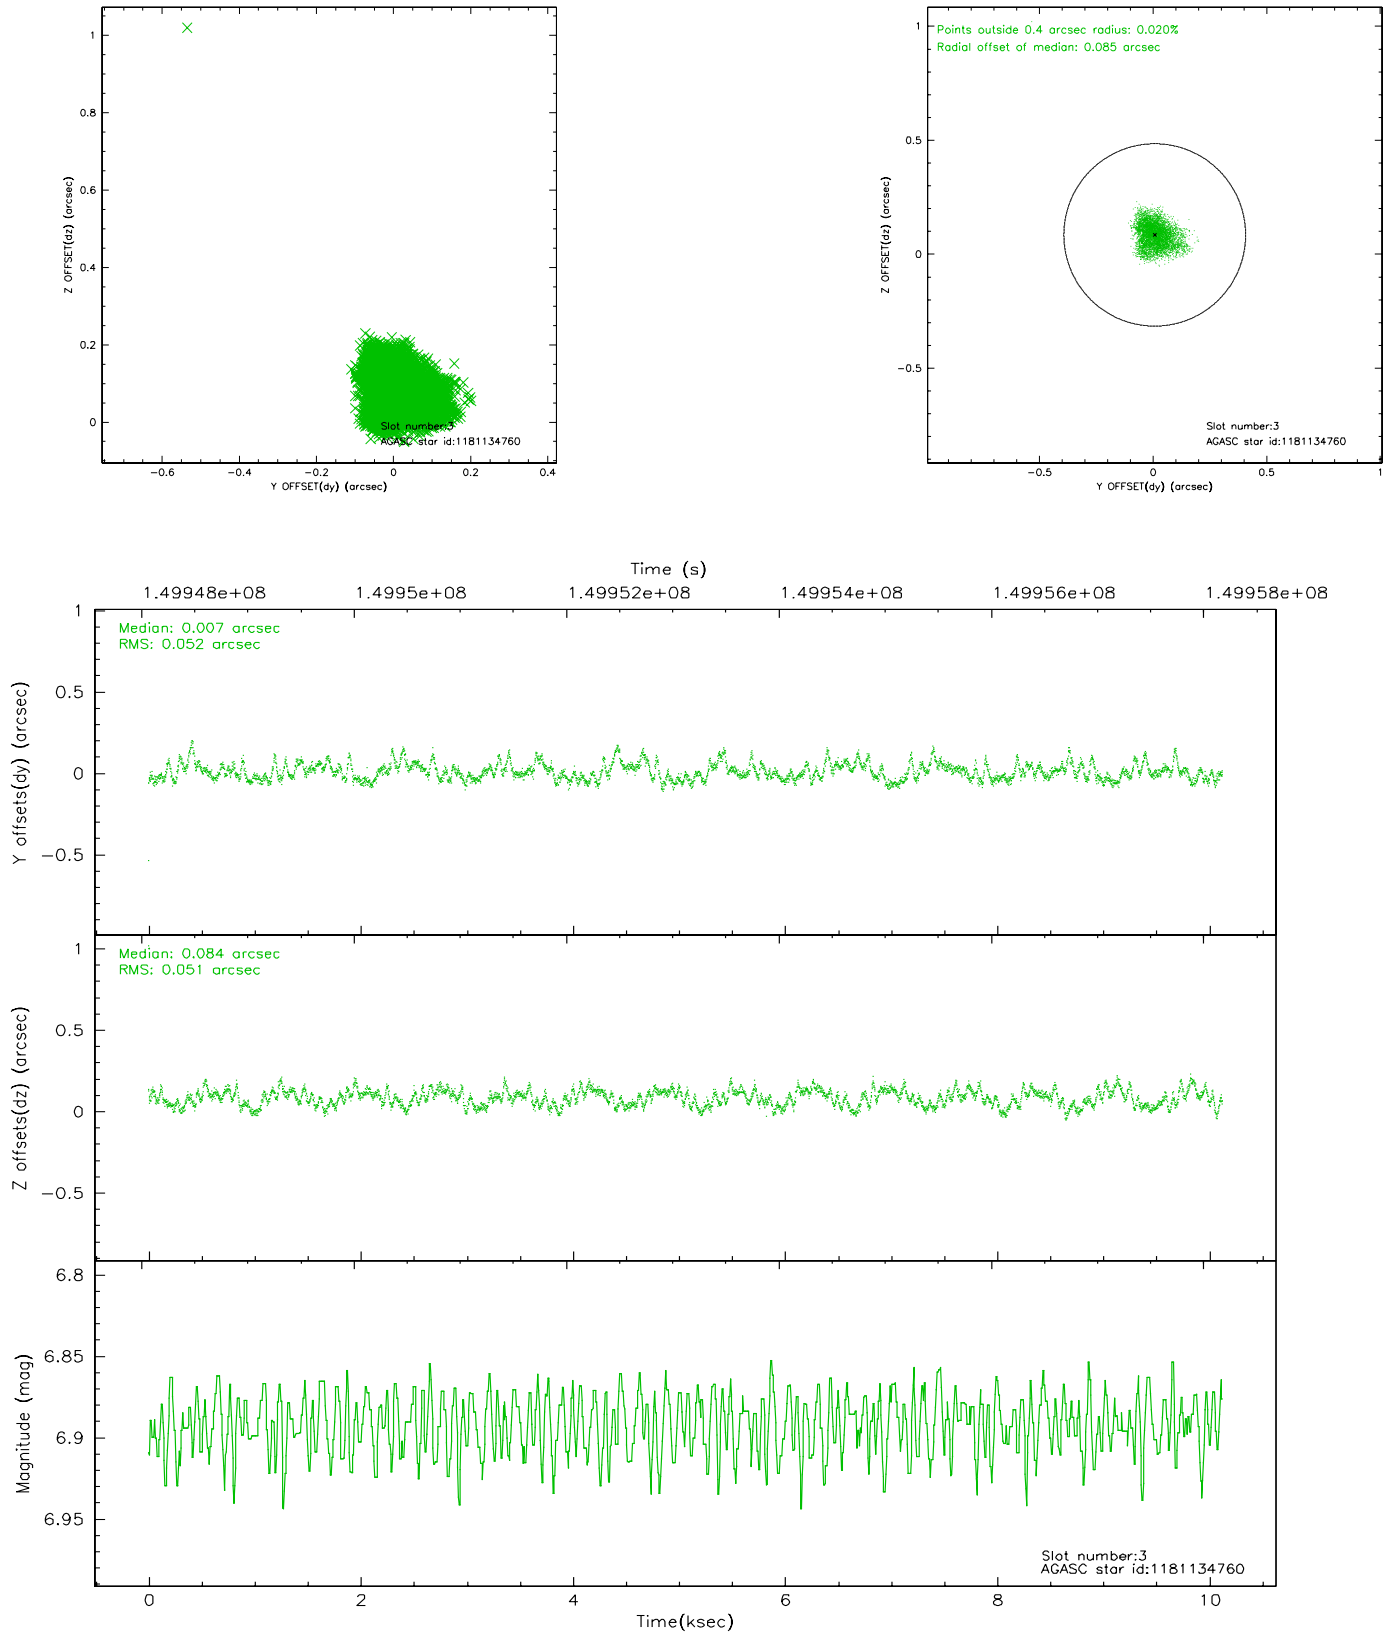 1
0.8
0.6
0.4
0.2
0
Z OFFSET(dz) (arcsec)
Slot number:3
AGASC star id:1181134760
−0.6 −0.4 −0.2 0 0.2 0.4
Y OFFSET(dy) (arcsec)
Points outside 0.4 arcsec radius: 0.020%
Radial offset of median: 0.085 arcsec
1
0.5
0
−0.5
Z OFFSET(dz) (arcsec)
Slot number:3
AGASC star id:1181134760
−0.5 0 0.5 1
Y OFFSET(dy) (arcsec)
Time (s)
1.49948e+08 1.4995e+08 1.49952e+08 1.49954e+08 1.49956e+08 1.49958e+08
Median: 0.007 arcsec
RMS: 0.052 arcsec
1
0.5
0
−0.5
Y offsets(dy) (arcsec)
Median: 0.084 arcsec
RMS: 0.051 arcsec
1
0.5
0
−0.5
Z offsets(dz) (arcsec)
6.8
6.85
6.9
6.95
Magnitude (mag)
Slot number:3
AGASC star id:1181134760
0 2 4 6 8 10
Time(ksec)